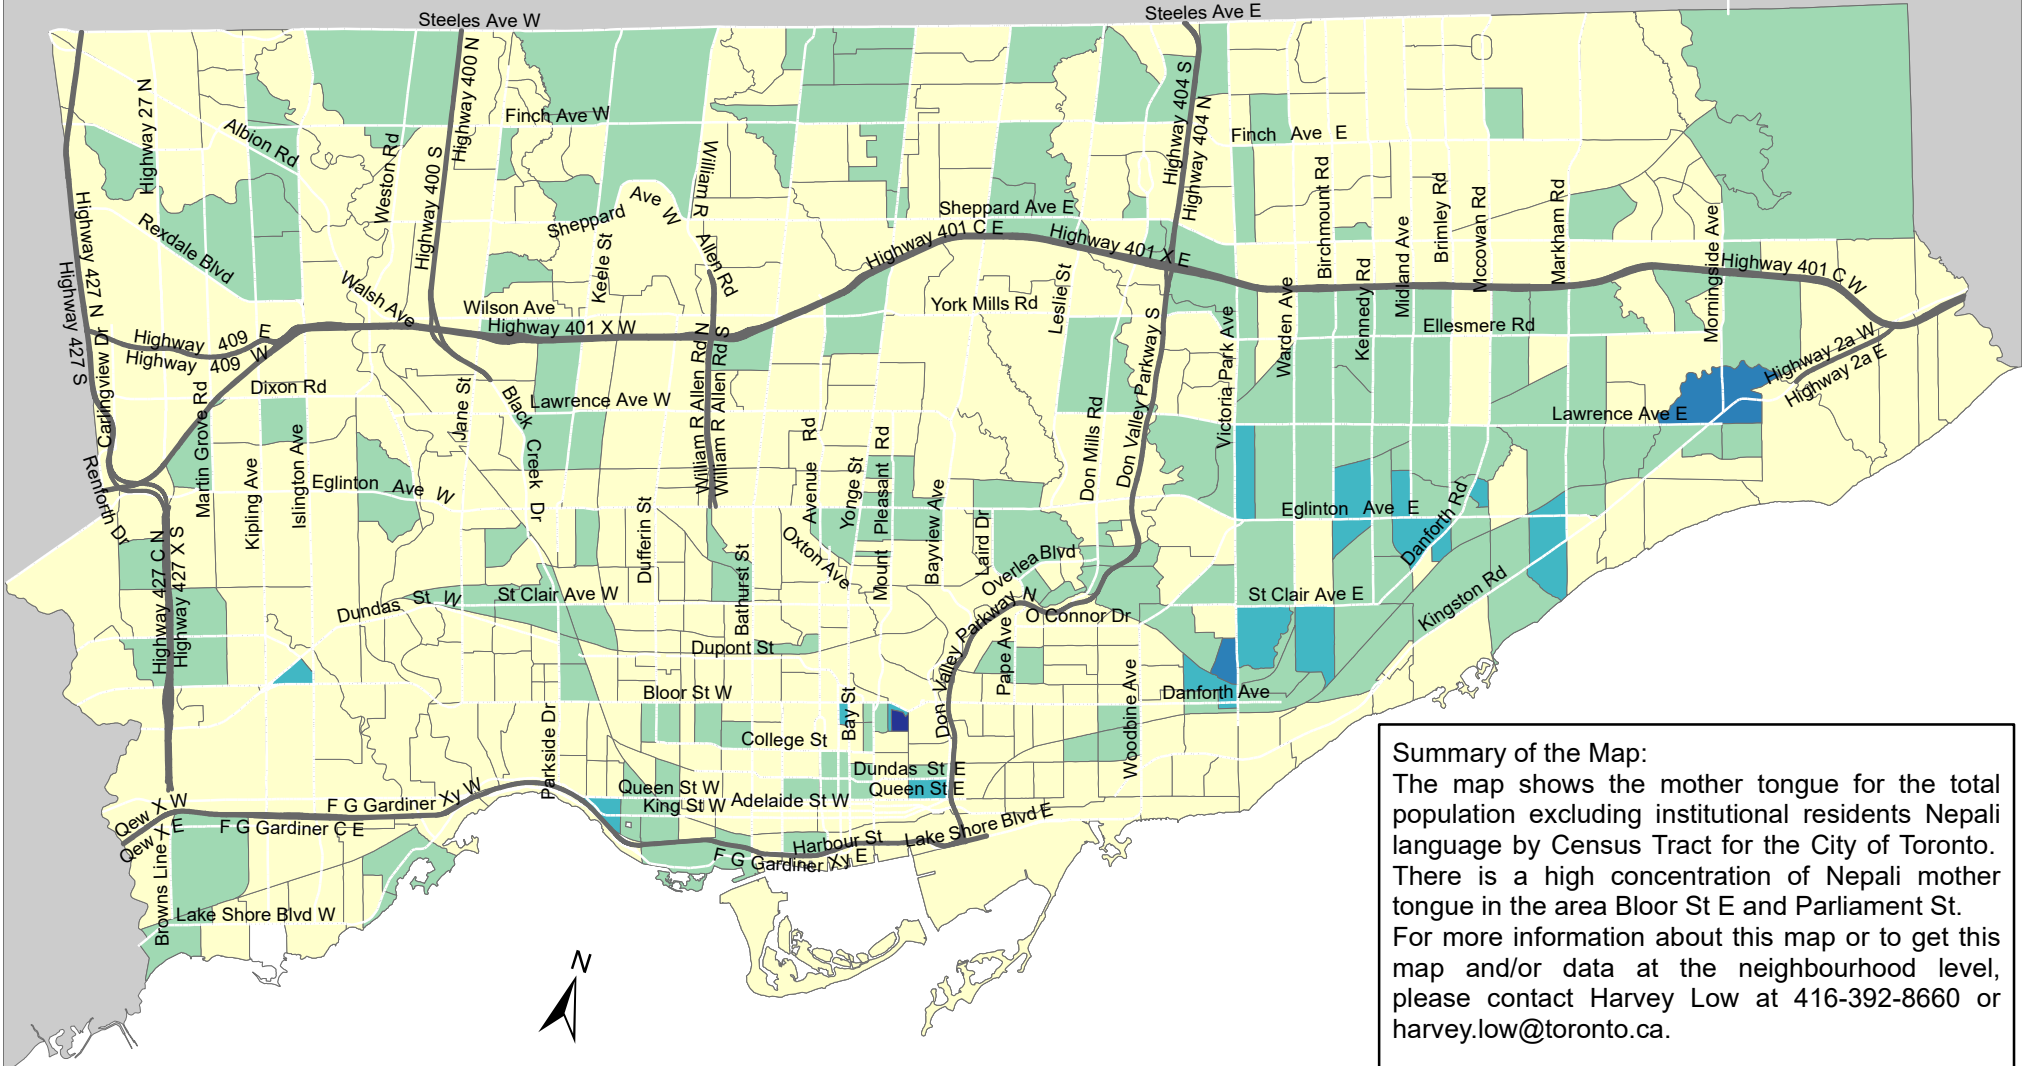 Steeles Ave W
Steeles Ave E
Highway 27 N
Albion Rd
Weston Rd
Highway 400 N
Highway 400 S
Finch Ave W
William R Allen Rd
Highway 404 S
Highway 404 N
Finch Ave E
Highway 427 N
Highway 427 N
Highway 427 S
Rexdale Blvd
Walsh Ave
Sheppard Ave W
Keele St
Wilson Ave
Highway 401 X W
Highway 401 C E
Sheppard Ave E
Highway 401 X E
York Mills Rd
Leslie St
Birchmount Rd
Kennedy Rd
Midland Ave
Brimley Rd
Mccowan Rd
Markham Rd
Morningside Ave
Highway 401 C W
Warden Ave
Victoria Park Ave
Ellesmere Rd
Highway 2a W
Highway 2a E
Highway 409 E
Highway 409 W
Carlingview Dr
Dixon Rd
Martin Grove Rd
Kipling Ave
Islington Ave
Renforth Dr
Eglinton Ave W
Jane St
Black Creek Dr
Lawrence Ave W
William R Allen Rd N
William R Allen Rd S
Avenue Rd
Yonge St
Mount Pleasant Rd
Bayview Ave
Laird Dr
Don Mills Rd
Don Valley Parkway S
Lawrence Ave E
Eglinton Ave E
Danforth Rd
Kingston Rd
St Clair Ave E
Highway 427 C N
Highway 427 X S
Dundas St W
St Clair Ave W
Dufferin St
Bathurst St
Oxton Ave
Overlea Blvd
Don Valley Parkway N
O Connor Dr
Pape Ave
Woodbine Ave
Danforth Ave
Dupont St
Bloor St W
Bay St
College St
Parkside Dr
Dundas St E
Queen St E
Queen St W
King St W
Adelaide St W
Harbour St
Lake Shore Blvd E
F G Gardiner Xy E
F G Gardiner Xy W
F G Gardiner C E
Qew X W
Qew X E
Browns Line
Lake Shore Blvd W
N
Summary of the Map:
The map shows the mother tongue for the total
population excluding institutional residents Nepali
language by Census Tract for the City of Toronto.
There is a high concentration of Nepali mother
tongue in the area Bloor St E and Parliament St.
For more information about this map or to get this
map and/or data at the neighbourhood level,
please contact Harvey Low at 416-392-8660 or
harvey.low@toronto.ca.